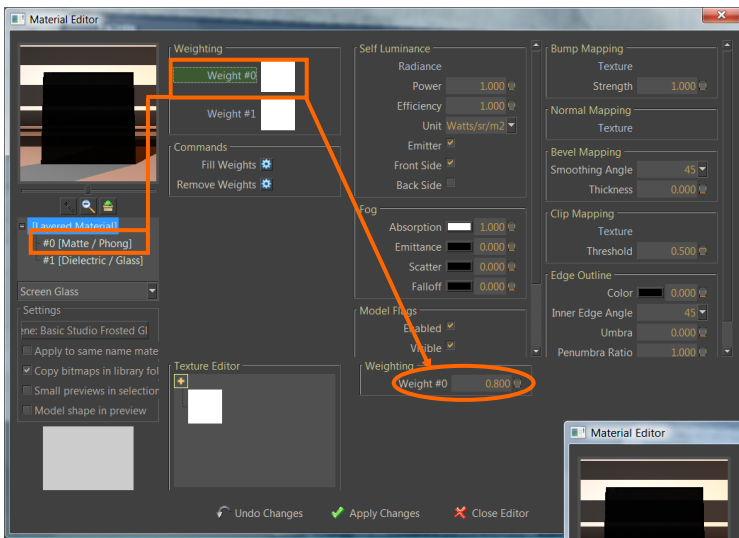 Material Editor
Weighting
Weight #0
Weight #1
Commands
Fill Weights
Remove Weights
[Layered Material]
#0 [Matte / Phong]
#1 [Dielectric / Glass]
Screen Glass
Settings
ene: Basic Studio Frosted Gl
Apply to same name mate
Copy bitmaps in library fol
Small previews in selection
Model shape in preview
Texture Editor
Self Luminance
Radiance
Power 1.000
Efficiency 1.000
Unit Watts/sr/m2
Emitter
Front Side
Back Side
Fog
Absorption 1.000
Emittance 0.000
Scatter 0.000
Falloff 0.000
Model Flags
Enabled
Visible
Weighting
Weight #0 0.800
Bump Mapping
Texture
Strength 1.000
Normal Mapping
Texture
Bevel Mapping
Smoothing Angle 45
Thickness 0.000
Clip Mapping
Texture
Threshold 0.500
Edge Outline
Color 0.000
Inner Edge Angle 45
Umbra 0.000
Penumbra Ratio 1.000
Undo Changes
Apply Changes
Close Editor
Material Editor